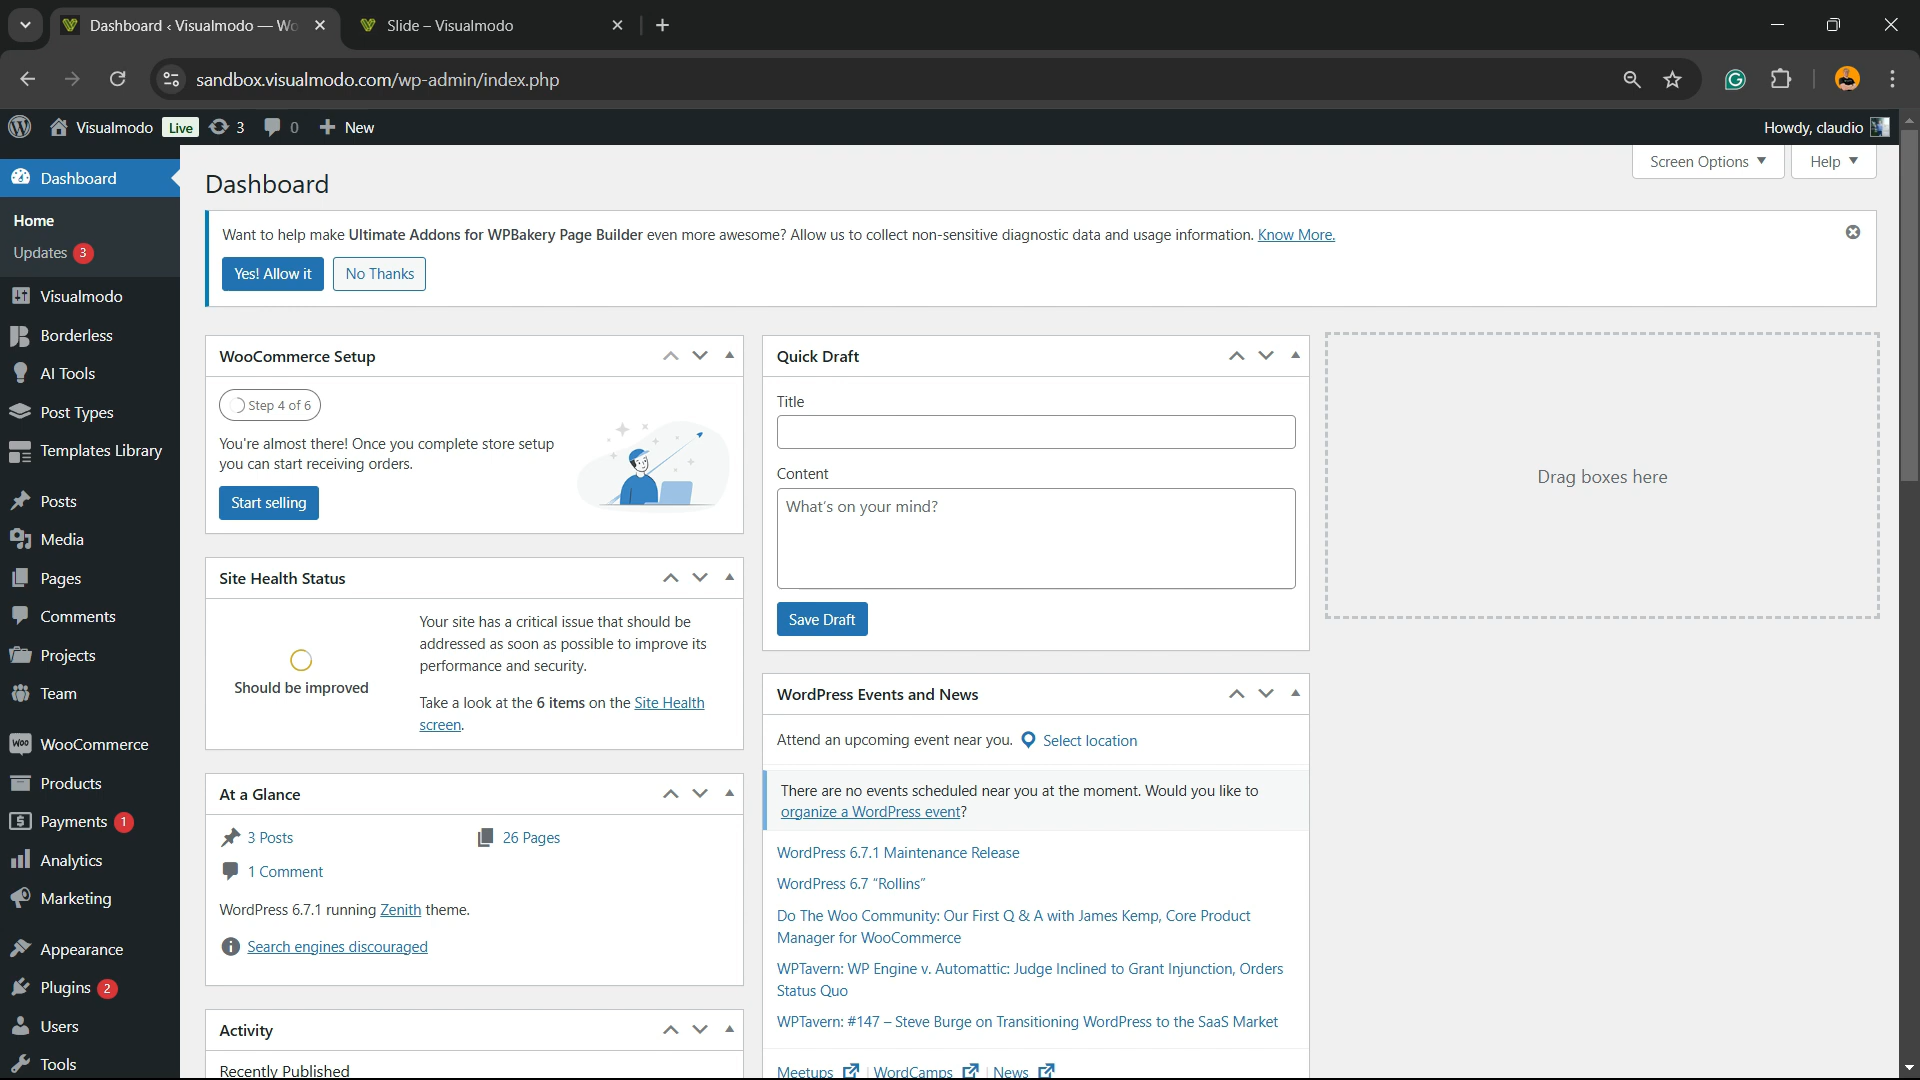 Dashboard ‹ Visualmodo — Wo
Slide – Visualmodo
sandbox.visualmodo.com/wp-admin/index.php
Visualmodo
Live
3
0
New
Howdy, claudio
Dashboard
Home
Updates 3
Visualmodo
Borderless
AI Tools
Post Types
Templates Library
Posts
Media
Pages
Comments
Projects
Team
WooCommerce
Products
Payments 1
Analytics
Marketing
Appearance
Plugins 2
Users
Tools
Screen Options
Help
Dashboard
Want to help make Ultimate Addons for WPBakery Page Builder even more awesome? Allow us to collect non-sensitive diagnostic data and usage information. Know More.
Yes! Allow it
No Thanks
WooCommerce Setup
Step 4 of 6
You're almost there! Once you complete store setup
you can start receiving orders.
Start selling
Site Health Status
Should be improved
Your site has a critical issue that should be
addressed as soon as possible to improve its
performance and security.
Take a look at the 6 items on the Site Health
screen.
At a Glance
3 Posts
26 Pages
1 Comment
WordPress 6.7.1 running Zenith theme.
Search engines discouraged
Activity
Recently Published
Quick Draft
Title
Content
What's on your mind?
Save Draft
WordPress Events and News
Attend an upcoming event near you.
Select location
There are no events scheduled near you at the moment. Would you like to
organize a WordPress event?
WordPress 6.7.1 Maintenance Release
WordPress 6.7 “Rollins”
Do The Woo Community: Our First Q & A with James Kemp, Core Product
Manager for WooCommerce
WPTavern: WP Engine v. Automattic: Judge Inclined to Grant Injunction, Orders
Status Quo
WPTavern: #147 – Steve Burge on Transitioning WordPress to the SaaS Market
Meetups | WordCamps | News
Drag boxes here